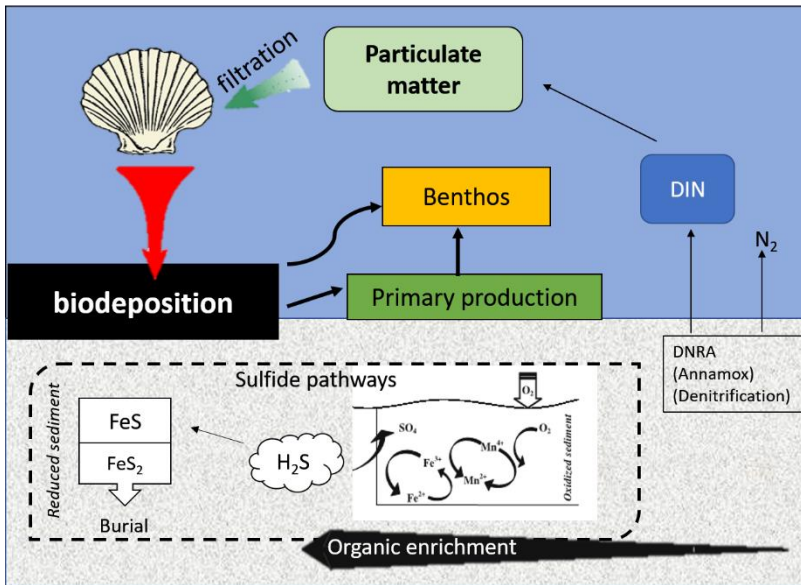 filtration
Particulate
matter
DIN
N₂
Benthos
biodeposition
Primary production
DNRA
(Annamox)
(Denitrification)
Sulfide pathways
Reduced sediment
FeS
FeS₂
Burial
H₂S
O₂
SO₄
Mn⁴⁺
O₂
Fe³⁺
Mn²⁺
Fe²⁺
Oxidized sediment
Organic enrichment